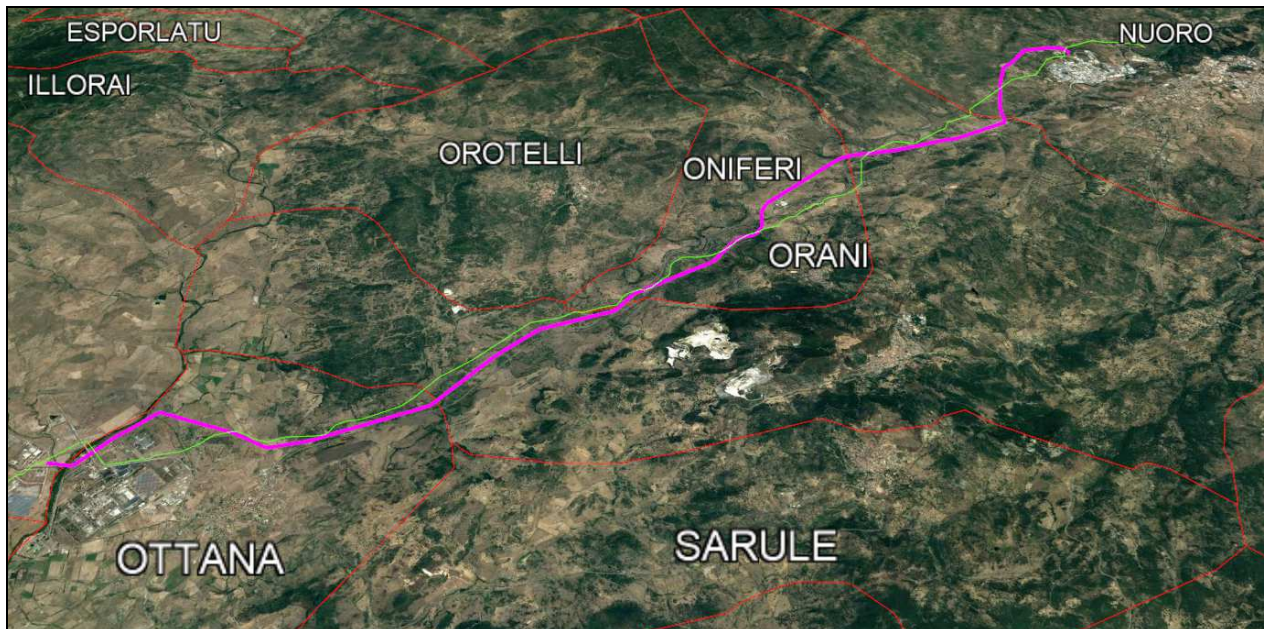 ESPORLATU
NUORO
ILLORAI
OROTELLI
ONIFERI
ORANI
OTTANA
SARULE